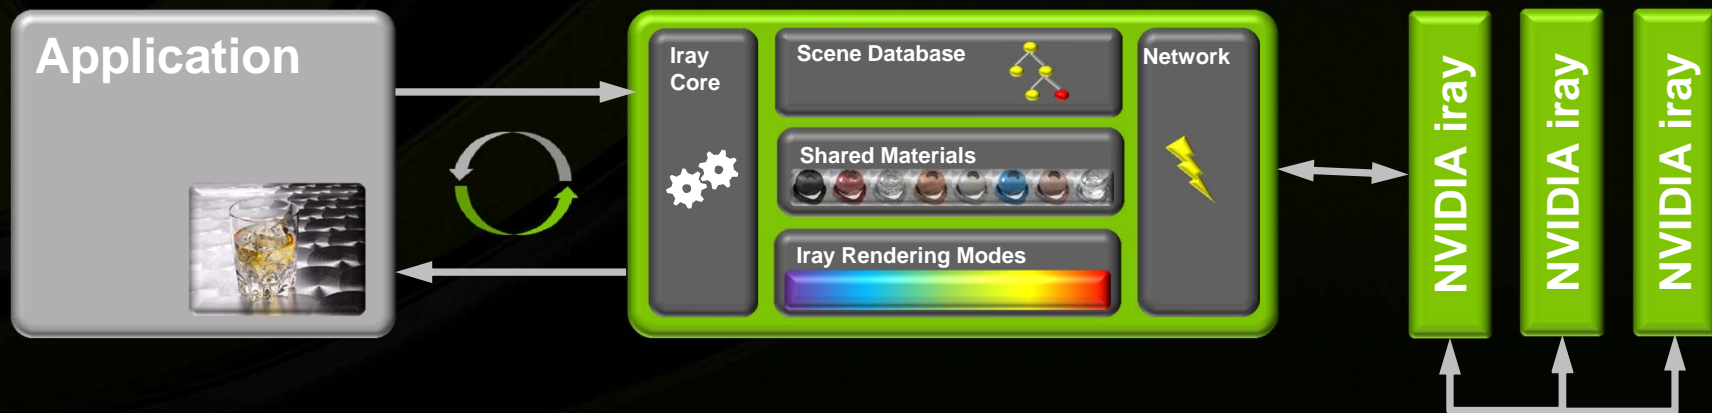 Application
Iray
Core
Scene Database
Shared Materials
Iray Rendering Modes
Network
NVIDIA iray
NVIDIA iray
NVIDIA iray